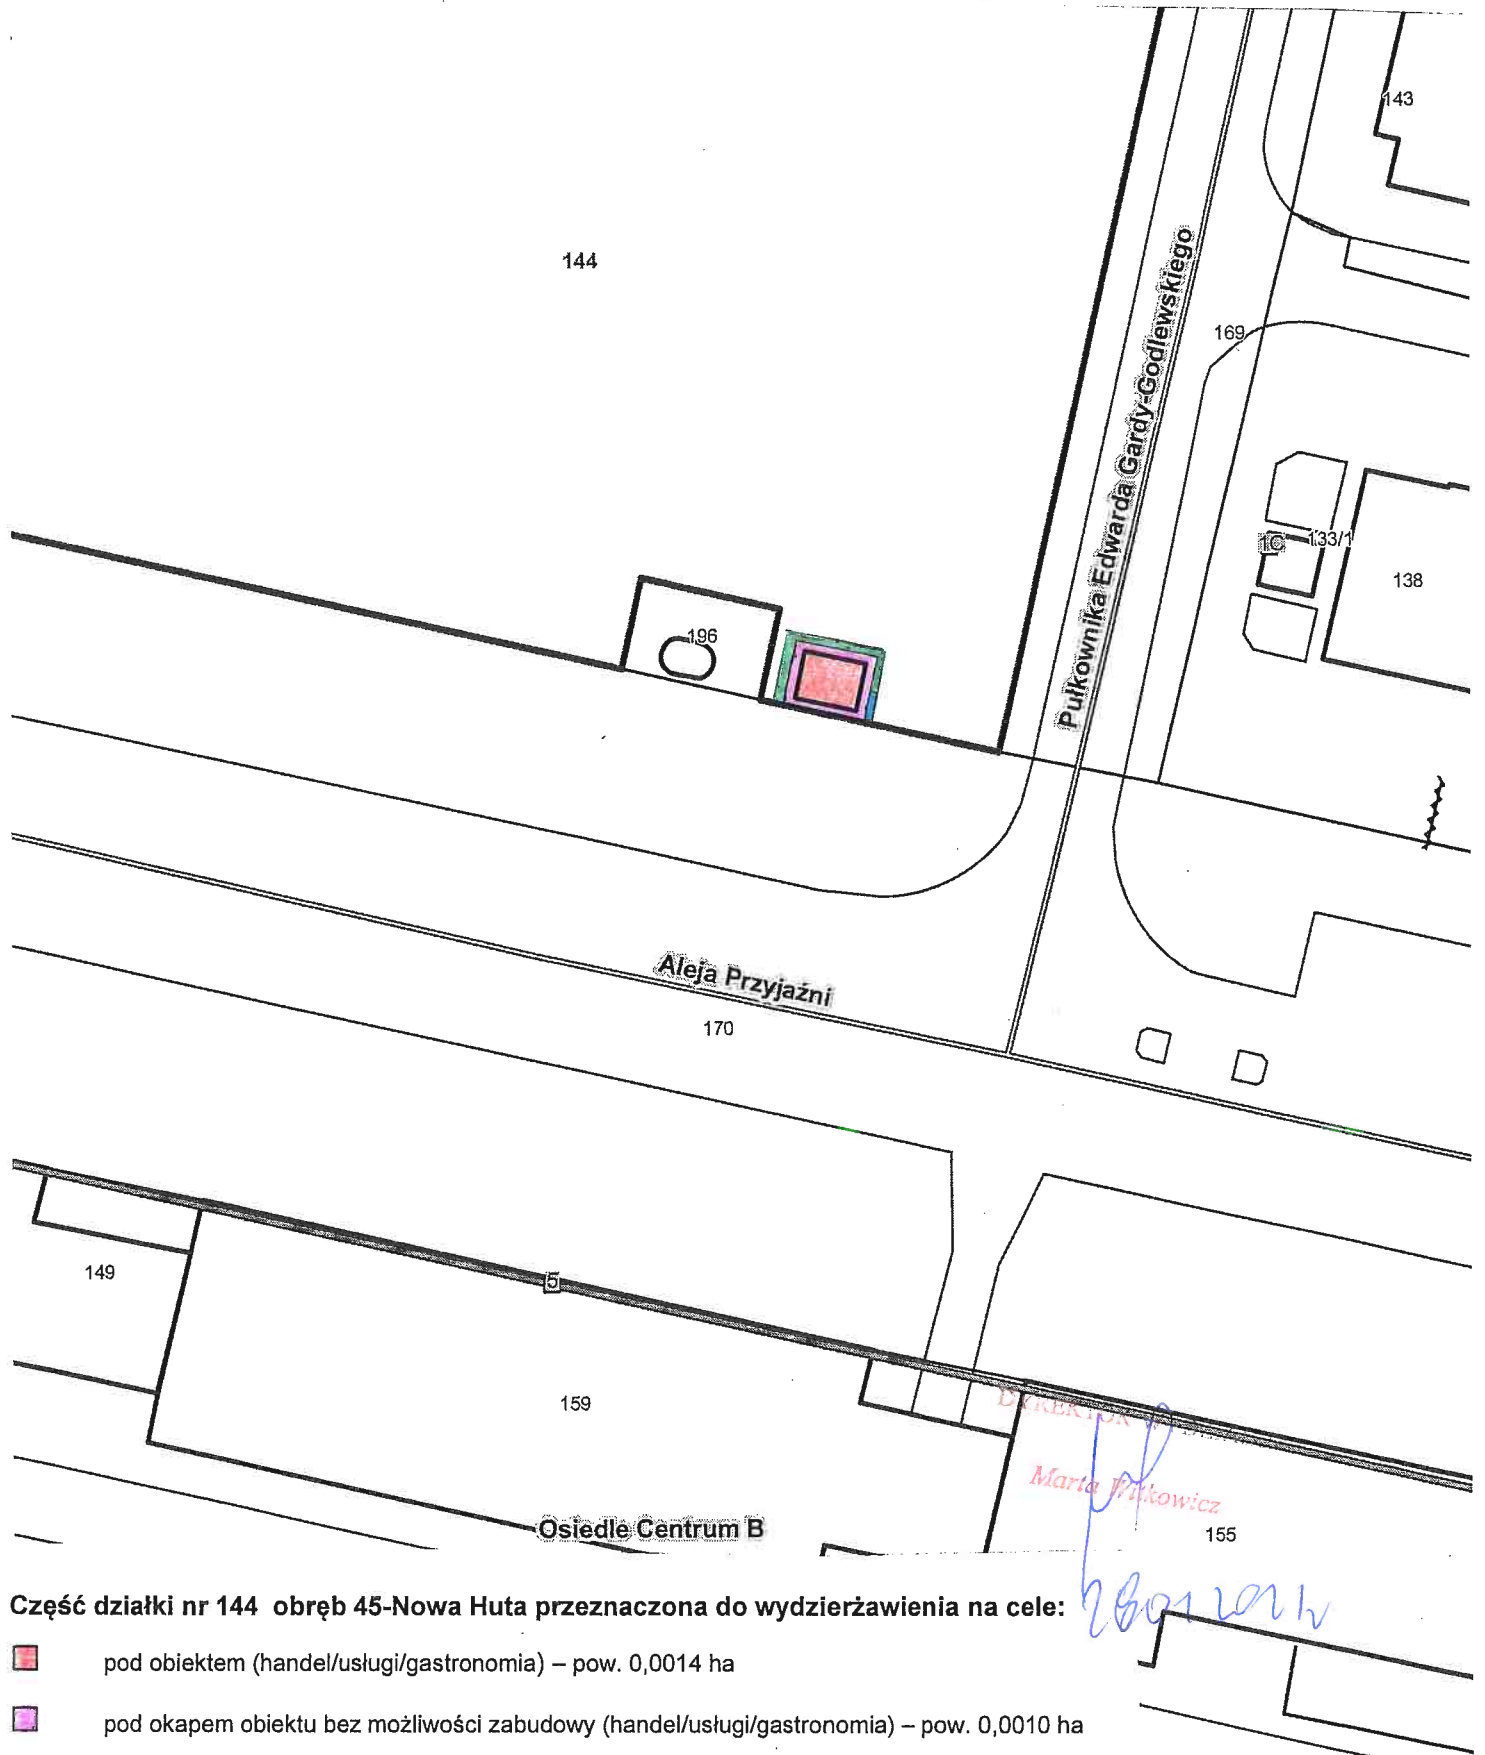 143
144
Pułkownika Edwarda Gardy-Godlewskiego
169
1C
133/1
138
196
Aleja Przyjaźni
170
149
5
159
DYREKTOR
Marta Witkowicz
155
Osiedle Centrum B
Część działki nr 144 obręb 45-Nowa Huta przeznaczona do wydzierżawienia na cele:
pod obiektem (handel/usługi/gastronomia) – pow. 0,0014 ha
pod okapem obiektu bez możliwości zabudowy (handel/usługi/gastronomia) – pow. 0,0010 ha